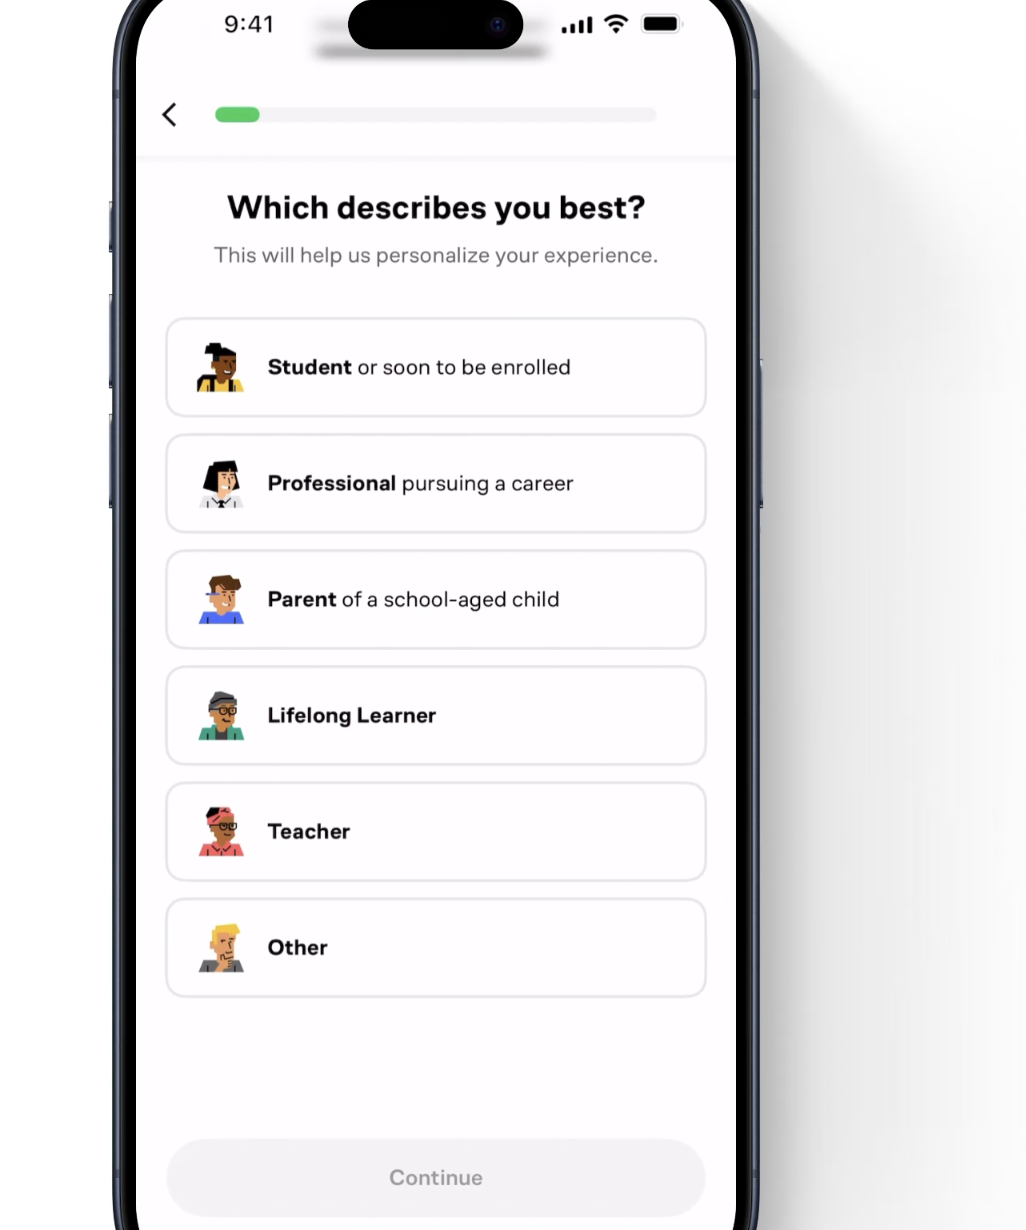 9:41
Which describes you best?
This will help us personalize your experience.
Student or soon to be enrolled
Professional pursuing a career
Parent of a school-aged child
Lifelong Learner
Teacher
Other
Continue